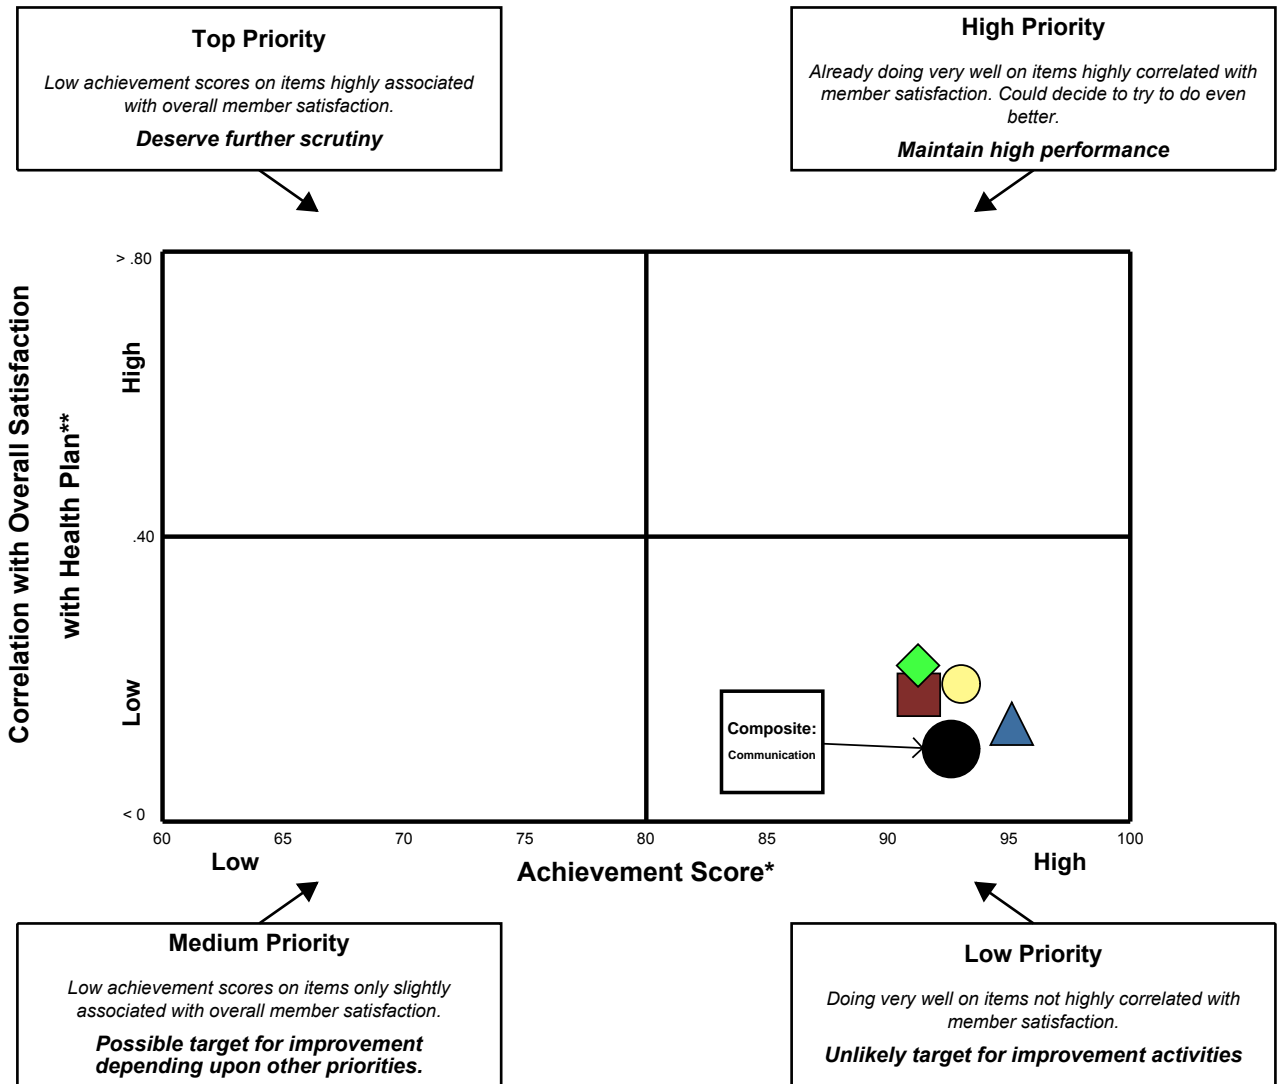 Top Priority
Low achievement scores on items highly associated
with overall member satisfaction.
Deserve further scrutiny
High Priority
Already doing very well on items highly correlated with
member satisfaction. Could decide to try to do even
better.
Maintain high performance
Correlation with Overall Satisfaction
with Health Plan**
> .80
High
.40
Low
< 0
Composite:
Communication
60 65 70 75 80 85 90 95 100
Low
Achievement Score*
High
Medium Priority
Low achievement scores on items only slightly
associated with overall member satisfaction.
Possible target for improvement
depending upon other priorities.
Low Priority
Doing very well on items not highly correlated with
member satisfaction.
Unlikely target for improvement activities